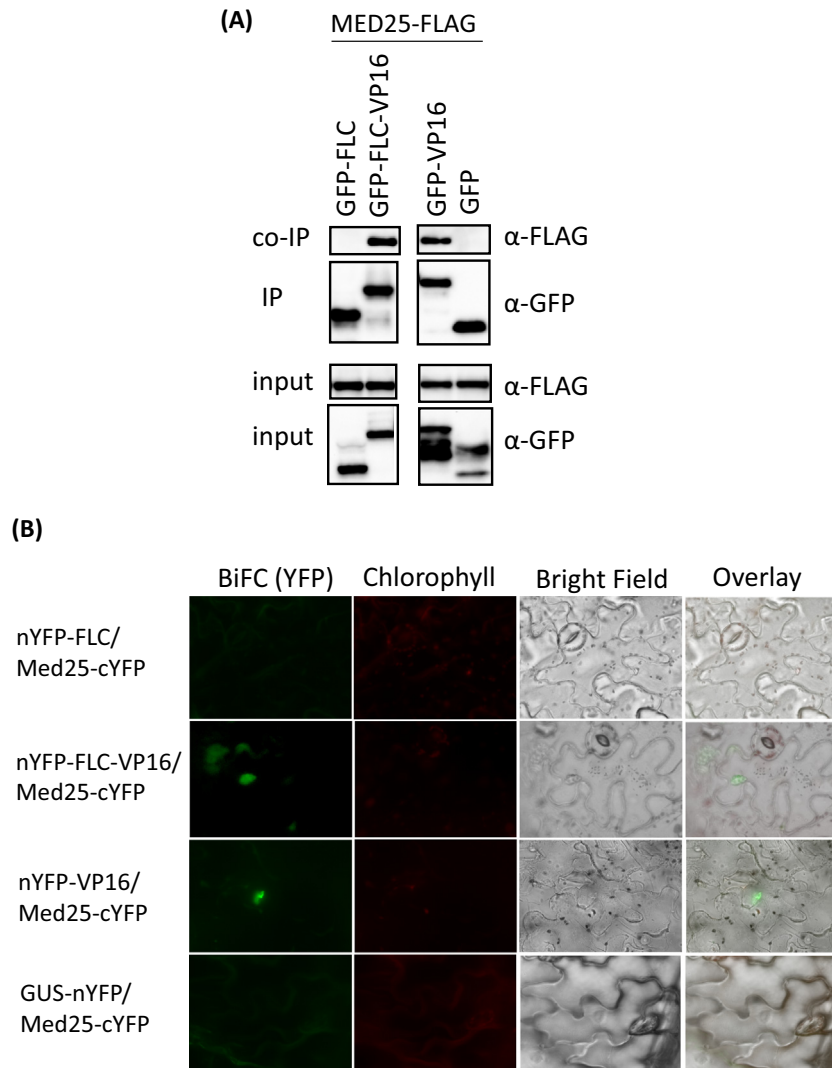 (A)
MED25-FLAG
GFP-FLC
GFP-FLC-VP16
GFP-VP16
GFP
co-IP
α-FLAG
IP
α-GFP
input
α-FLAG
input
α-GFP
(B)
BiFC (YFP)
Chlorophyll
Bright Field
Overlay
nYFP-FLC/
Med25-cYFP
nYFP-FLC-VP16/
Med25-cYFP
nYFP-VP16/
Med25-cYFP
GUS-nYFP/
Med25-cYFP